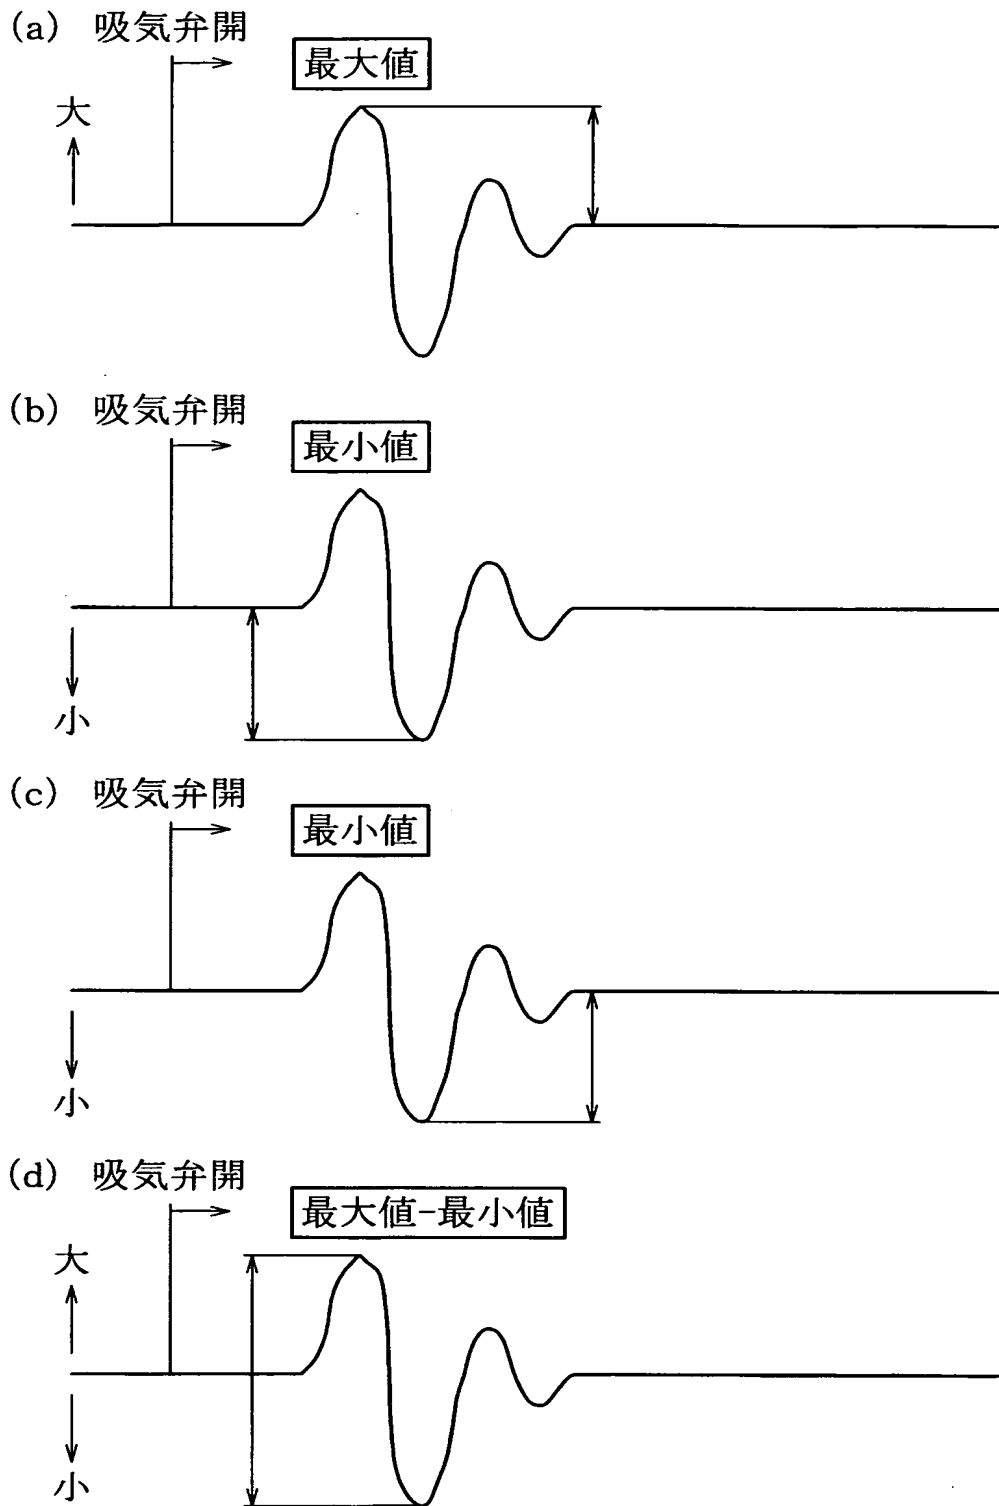 (a) 吸気弁開
最大値
大
(b) 吸気弁開
最小値
小
(c) 吸気弁開
最小値
小
(d) 吸気弁開
最大値-最小値
大
小